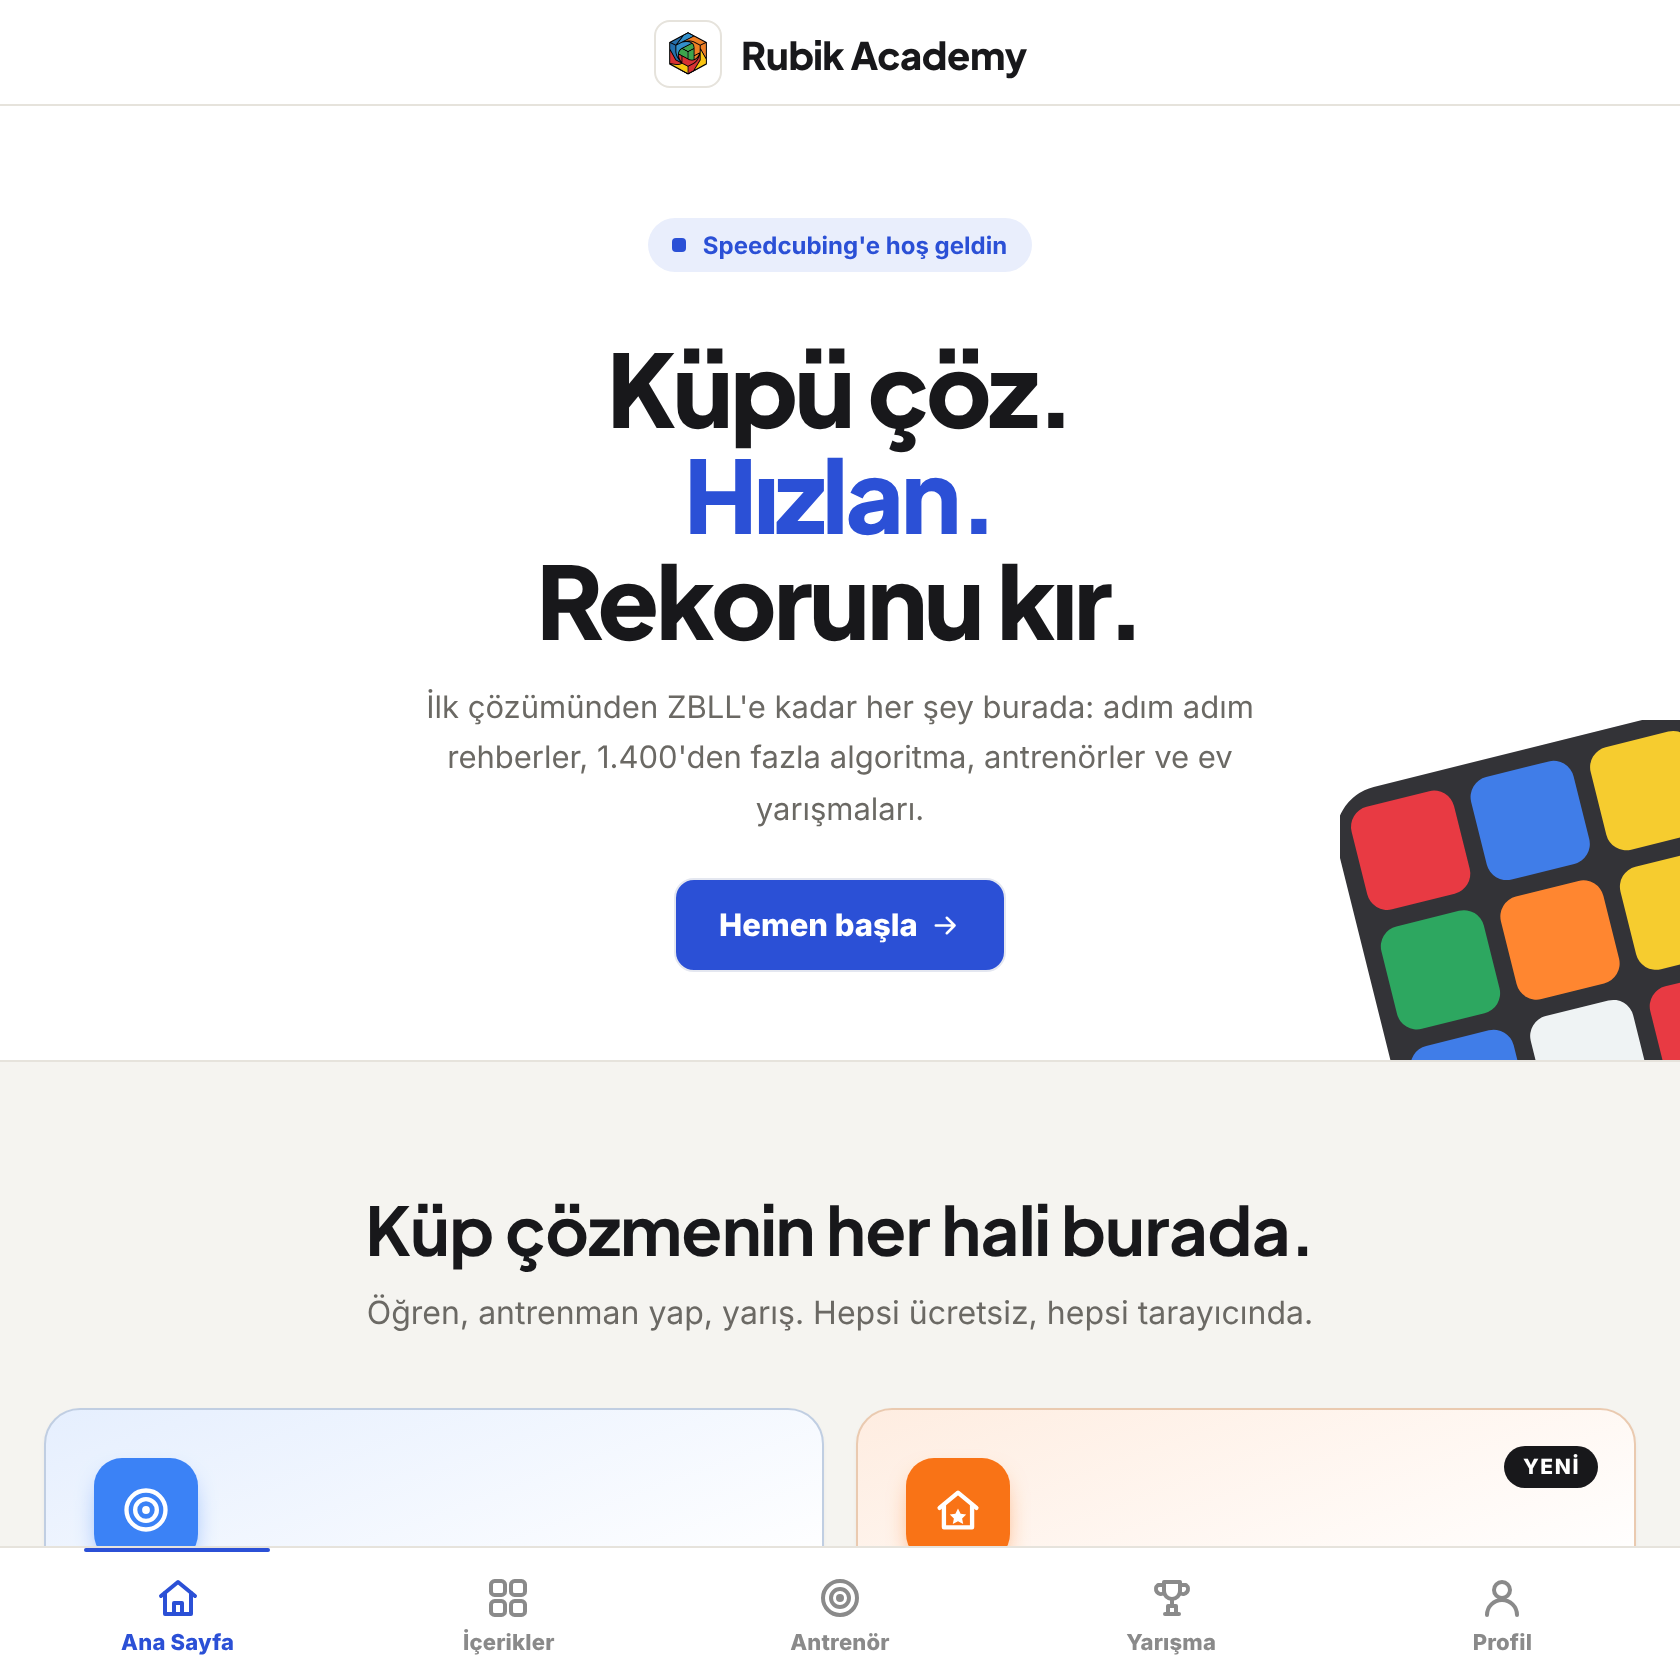 Rubik Academy
Speedcubing'e hoş geldin
Küpü çöz.
Hızlan.
Rekorunu kır.
İlk çözümünden ZBLL'e kadar her şey burada: adım adım
rehberler, 1.400'den fazla algoritma, antrenörler ve ev
yarışmaları.
Hemen başla →
Küp çözmenin her hali burada.
Öğren, antrenman yap, yarış. Hepsi ücretsiz, hepsi tarayıcında.
YENİ
Ana Sayfa
İçerikler
Antrenör
Yarışma
Profil